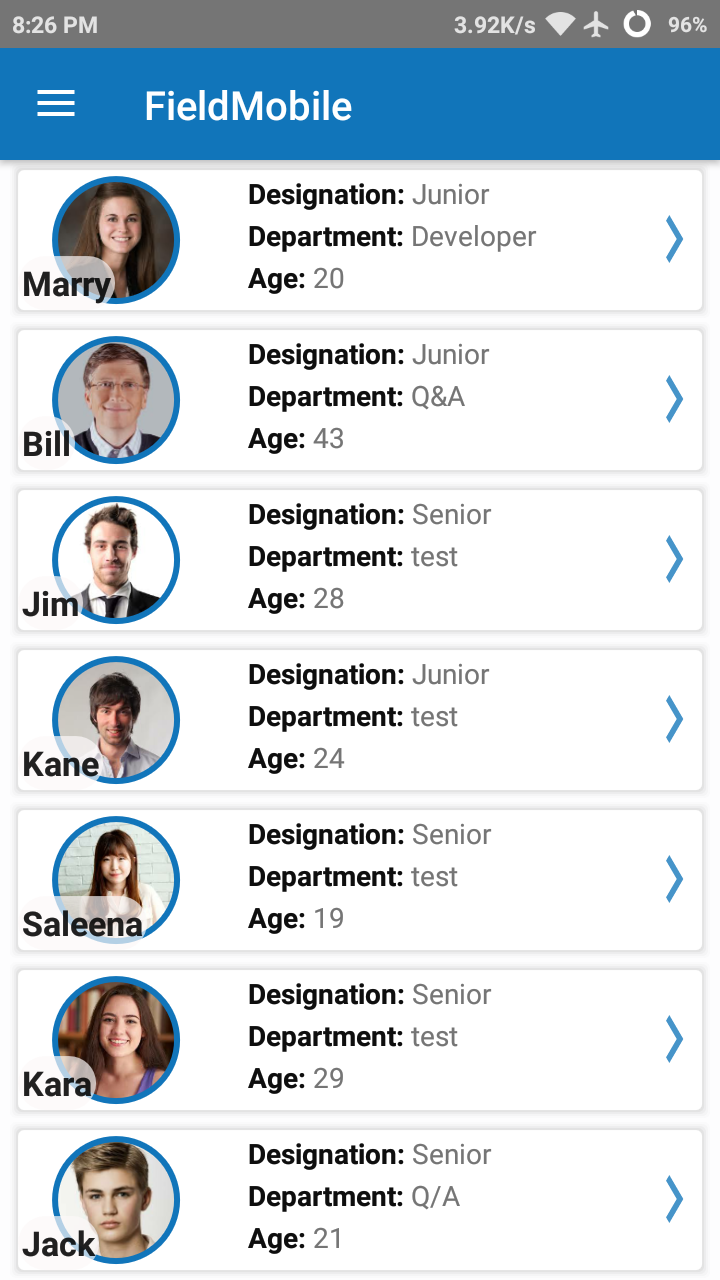 8:26 PM 3.92K/s 96%
FieldMobile
Designation: Junior
Department: Developer
Age: 20
Marry
Designation: Junior
Department: Q&A
Age: 43
Bill
Designation: Senior
Department: test
Age: 28
Jim
Designation: Junior
Department: test
Age: 24
Kane
Designation: Senior
Department: test
Age: 19
Saleena
Designation: Senior
Department: test
Age: 29
Kara
Designation: Senior
Department: Q/A
Age: 21
Jack